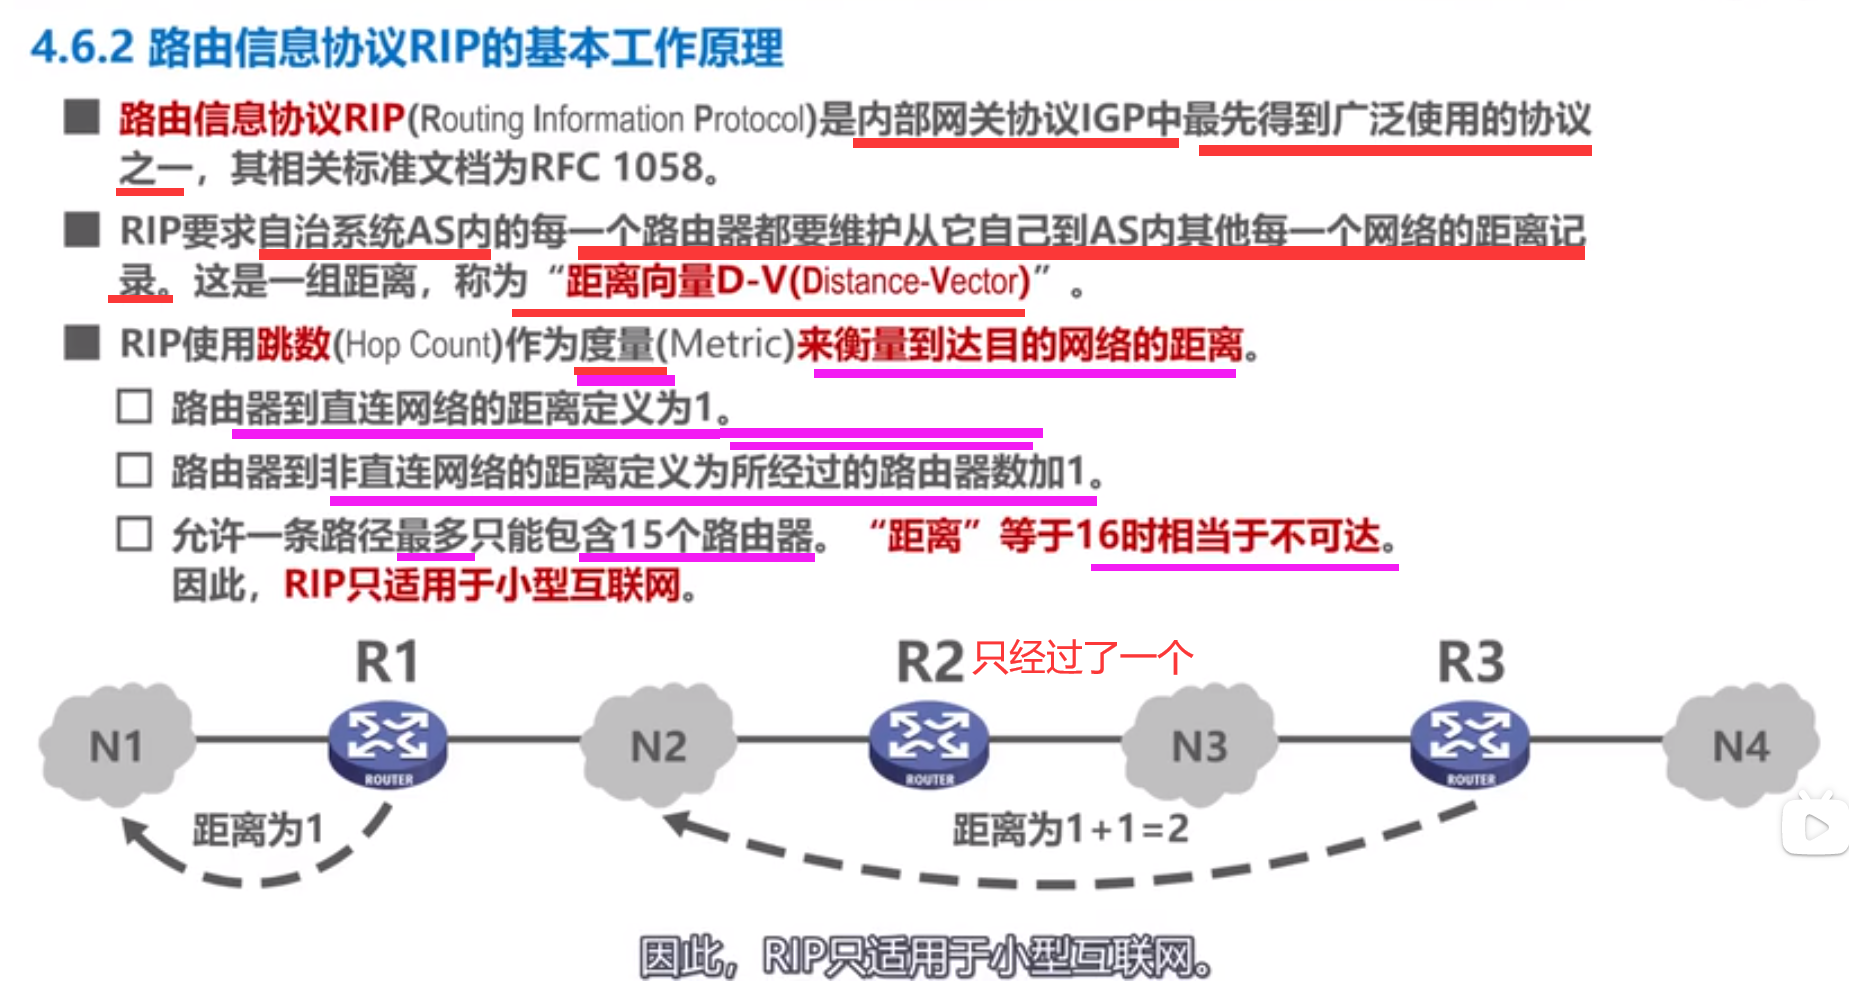 4.6.2 路由信息协议RIP的基本工作原理
路由信息协议RIP(Routing Information Protocol)是内部网关协议IGP中最先得到广泛使用的协议
之一，其相关标准文档为RFC 1058。
RIP要求自治系统AS内的每一个路由器都要维护从它自己到AS内其他每一个网络的距离记
录。这是一组距离，称为“距离向量D-V(Distance-Vector)”。
RIP使用跳数(Hop Count)作为度量(Metric)来衡量到达目的网络的距离。
路由器到直连网络的距离定义为1。
路由器到非直连网络的距离定义为所经过的路由器数加1。
允许一条路径最多只能包含15个路由器。“距离”等于16时相当于不可达。
因此，RIP只适用于小型互联网。
R1
R2
只经过了一个
R3
N1
ROUTER
N2
ROUTER
N3
ROUTER
N4
距离为1
距离为1+1=2
因此，RIP只适用于小型互联网。